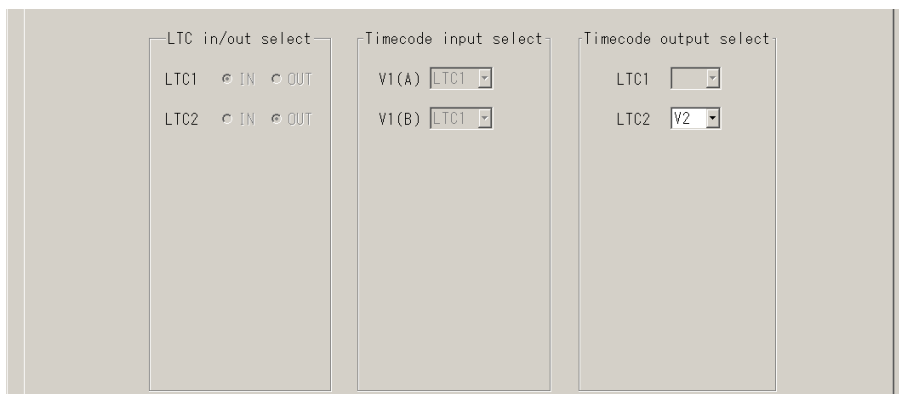 LTC in/out select
LTC1 IN OUT
LTC2 IN OUT
Timecode input select
V1(A) LTC1
V1(B) LTC1
Timecode output select
LTC1
LTC2 V2